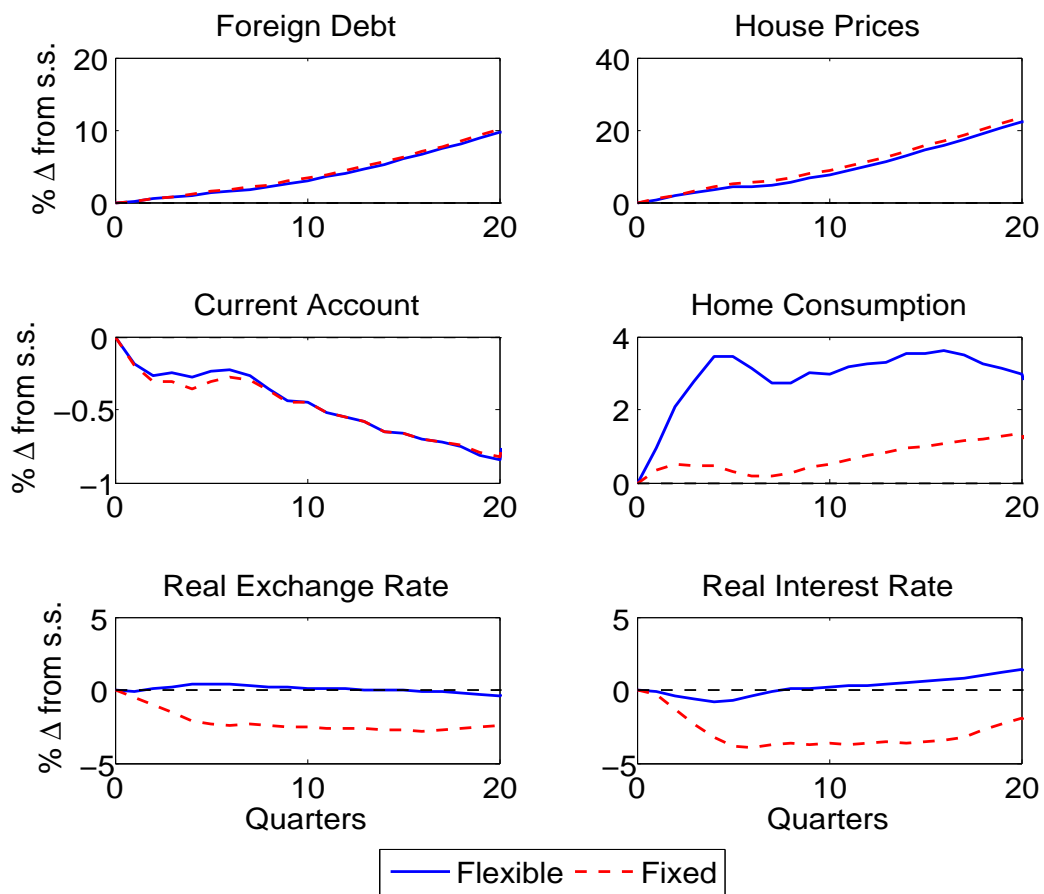 Foreign Debt
House Prices
% Δ from s.s.
20
10
0
0 10 20
40
20
0
0 10 20
Current Account
Home Consumption
% Δ from s.s.
0
−0.5
−1
0 10 20
4
2
0
0 10 20
Real Exchange Rate
Real Interest Rate
% Δ from s.s.
5
0
−5
0 10 20
Quarters
5
0
−5
0 10 20
Quarters
Flexible Fixed